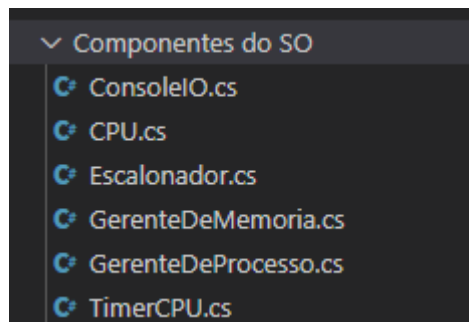 Componentes do SO
C# ConsoleIO.cs
C# CPU.cs
C# Escalonador.cs
C# GerenteDeMemoria.cs
C# GerenteDeProcesso.cs
C# TimerCPU.cs